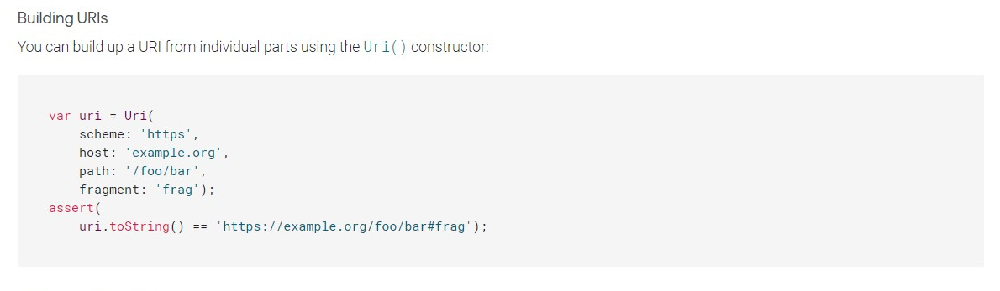 Building URIs
You can build up a URI from individual parts using the Uri() constructor:
var uri = Uri(
    scheme: 'https',
    host: 'example.org',
    path: '/foo/bar',
    fragment: 'frag');
assert(
    uri.toString() == 'https://example.org/foo/bar#frag');